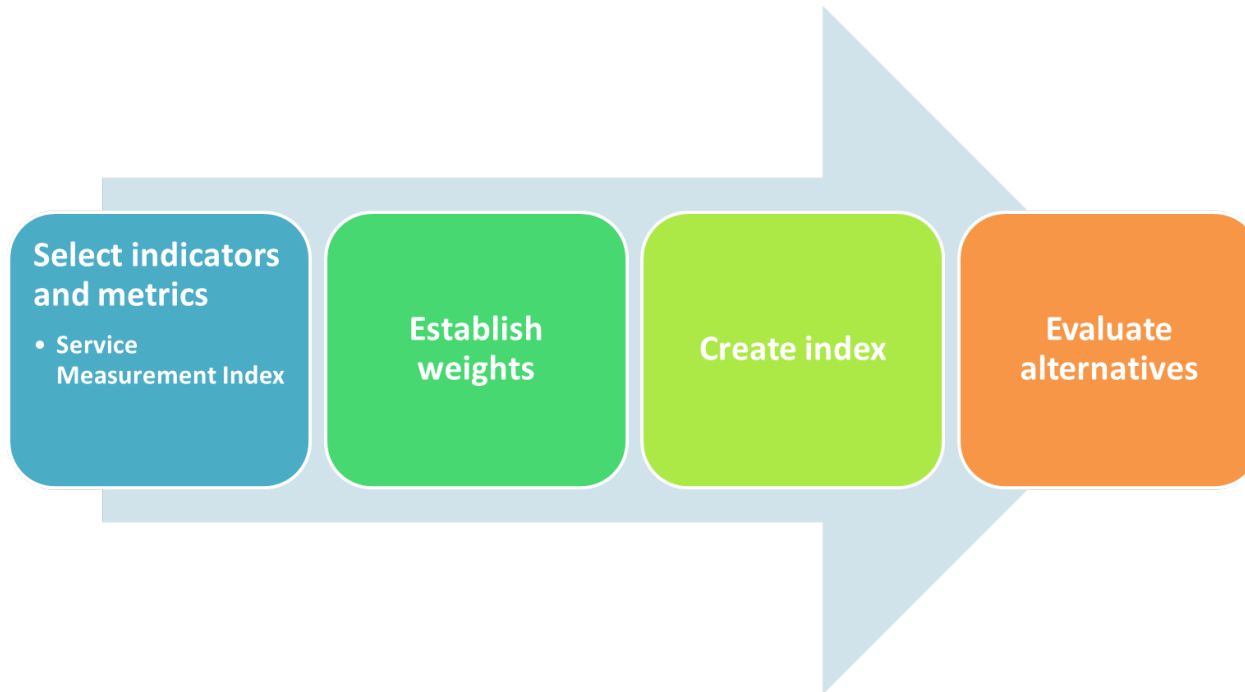 Select indicators
and metrics
• Service
Measurement Index
Establish
weights
Create index
Evaluate
alternatives